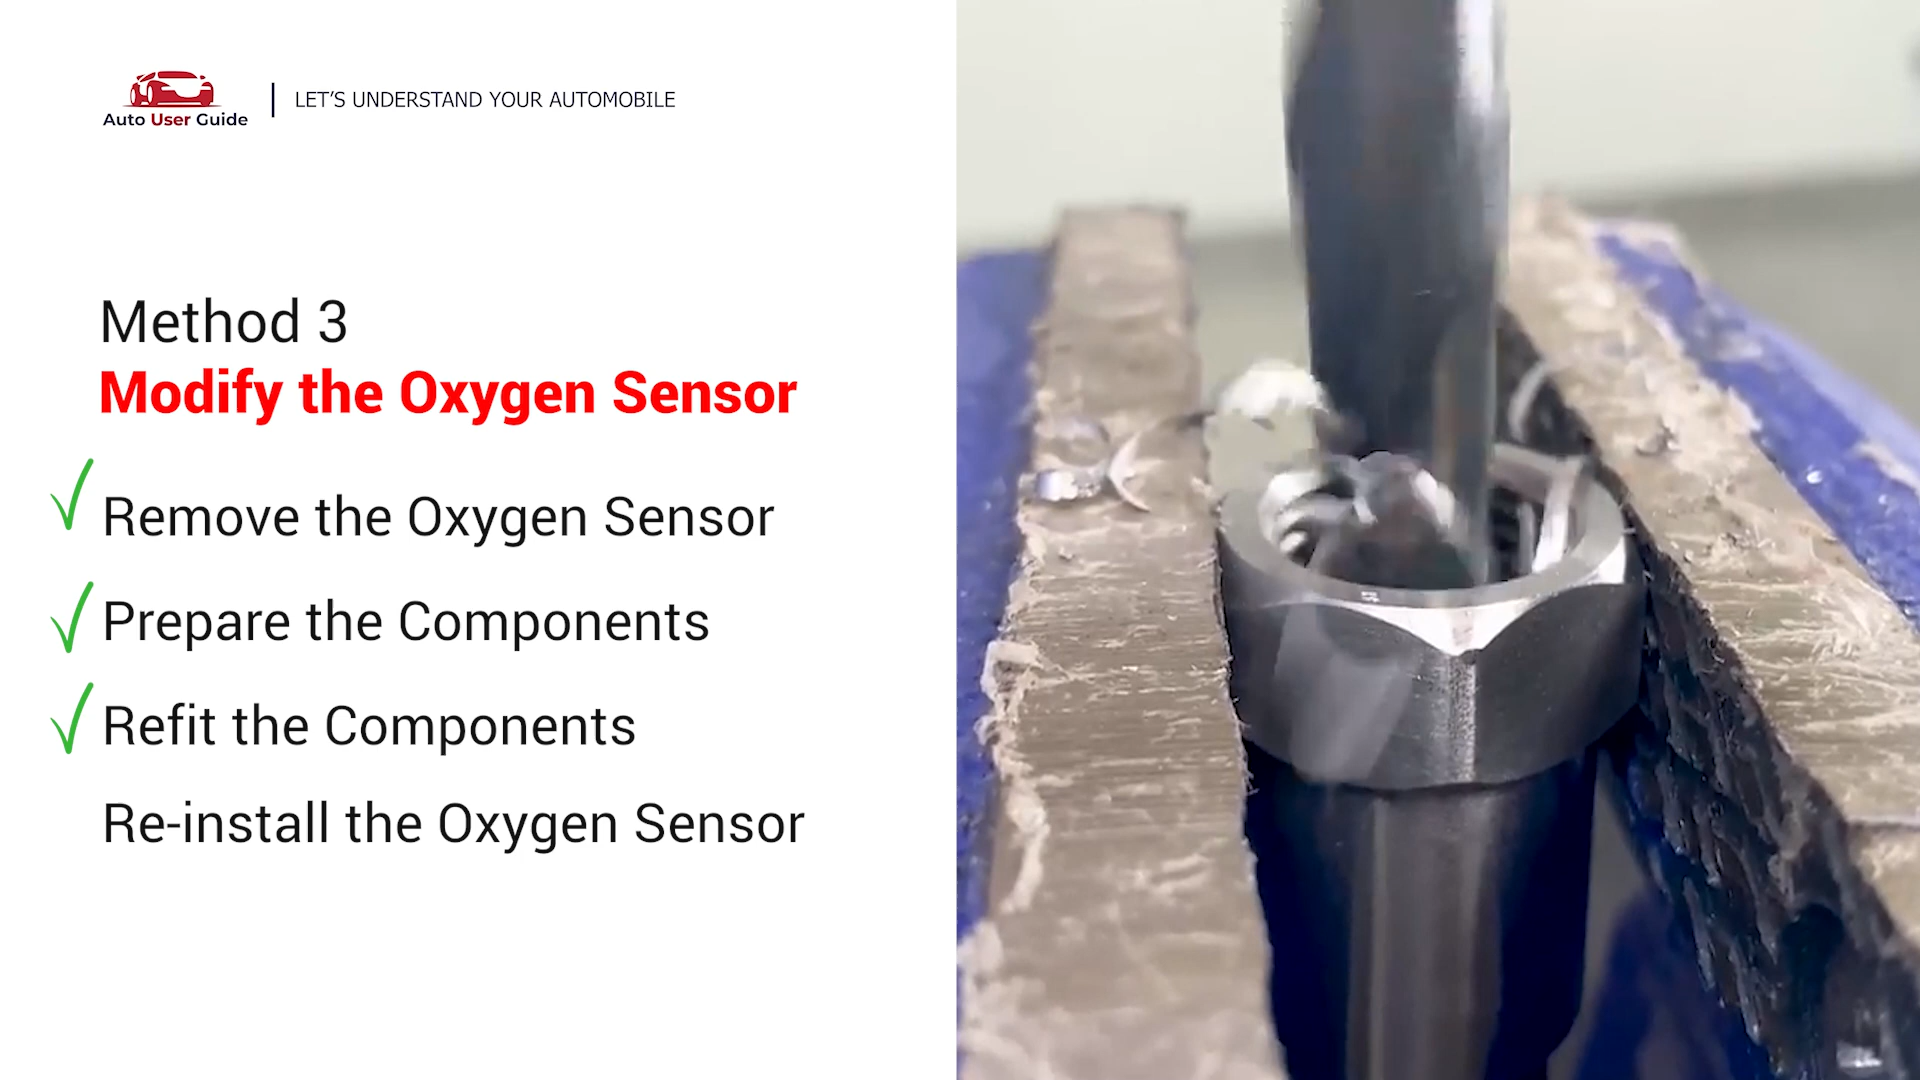 Auto User Guide
LET'S UNDERSTAND YOUR AUTOMOBILE
Method 3
Modify the Oxygen Sensor
Remove the Oxygen Sensor
Prepare the Components
Refit the Components
Re-install the Oxygen Sensor